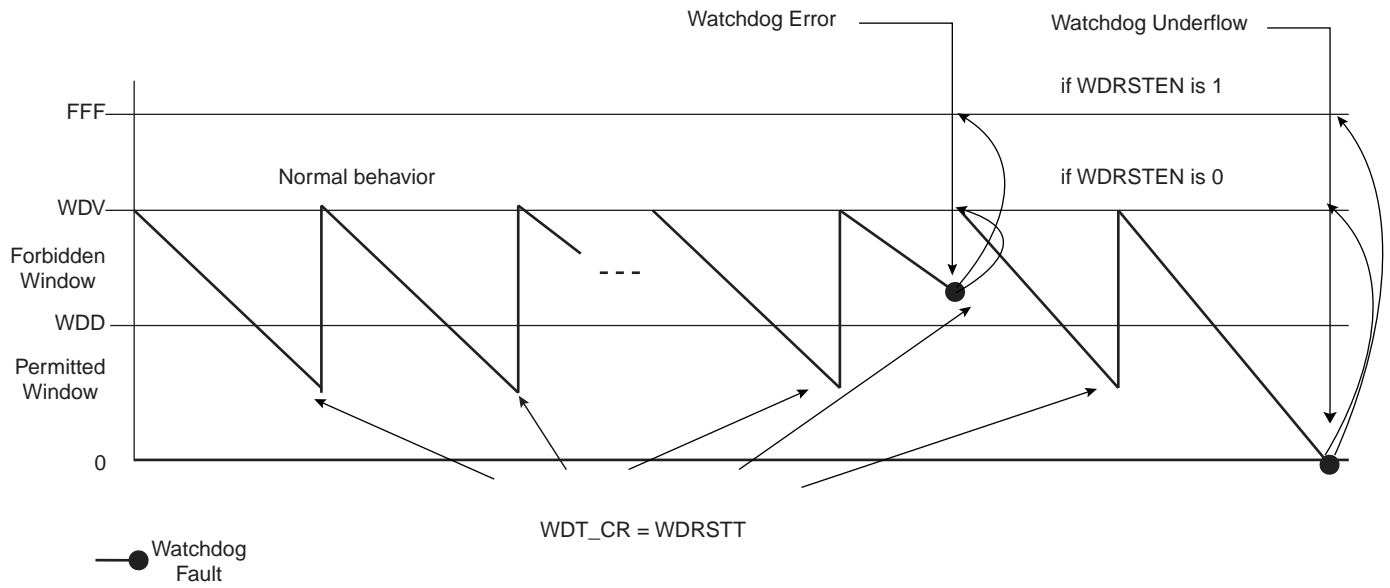 Watchdog Error
Watchdog Underflow
if WDRSTEN is 1
FFF
Normal behavior
if WDRSTEN is 0
WDV
Forbidden
Window
WDD
Permitted
Window
0
WDT_CR = WDRSTT
Watchdog
Fault